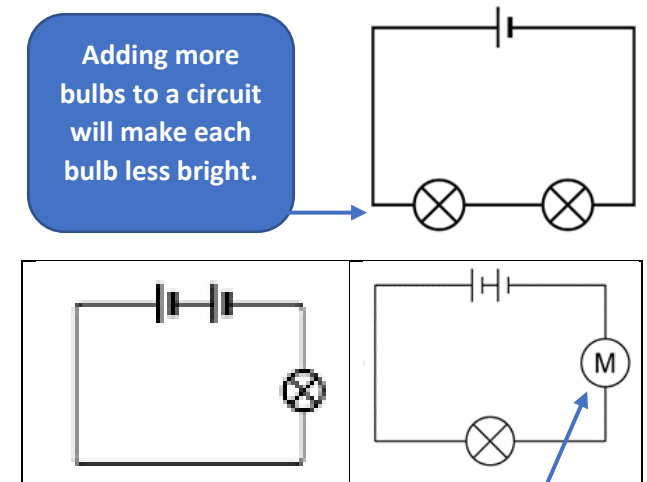 Adding more
bulbs to a circuit
will make each
bulb less bright.
M